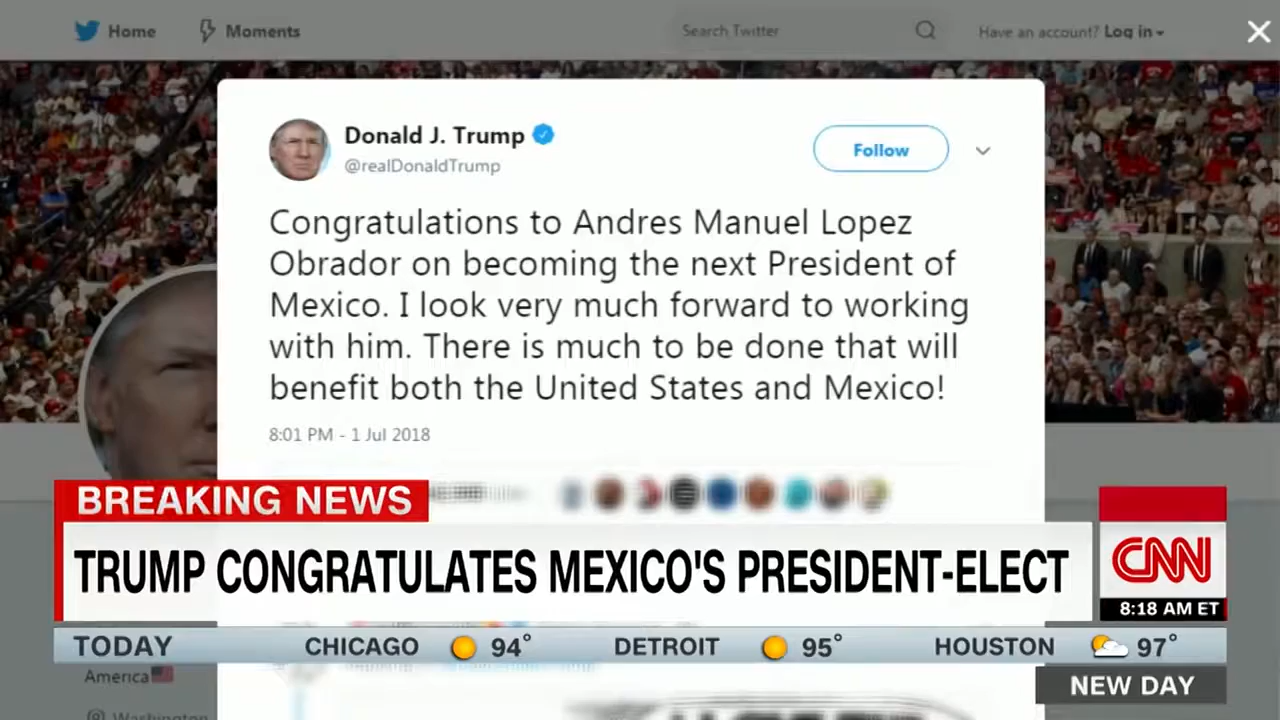 Home Moments Search Twitter Have an account? Log in
Donald J. Trump
@realDonaldTrump
Follow
Congratulations to Andres Manuel Lopez
Obrador on becoming the next President of
Mexico. I look very much forward to working
with him. There is much to be done that will
benefit both the United States and Mexico!
8:01 PM - 1 Jul 2018
BREAKING NEWS
TRUMP CONGRATULATES MEXICO'S PRESIDENT-ELECT
CNN
8:18 AM ET
TODAY CHICAGO 94° DETROIT 95° HOUSTON 97°
America
NEW DAY
Washington